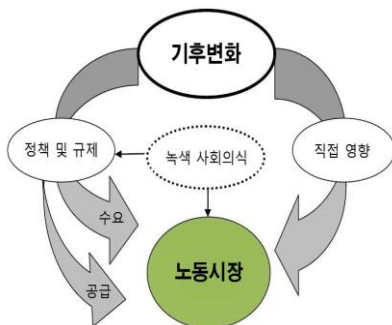 기후변화
정책 및 규제
녹색 사회의식
직접 영향
수요
노동시장
공급